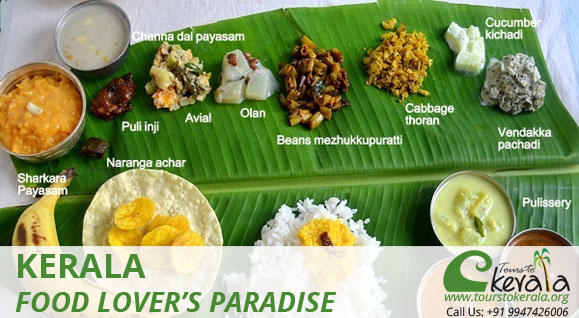 Channa dal payasam
Puli inji
Avial
Olan
Beans mezhukkupuratti
Cabbage
thoran
Cucumber
kichadi
Vendakka
pachadi
Sharkara
Payasam
Naranga achar
Pulissery
KERALA
FOOD LOVER'S PARADISE
Tours to
kerala
www.tourstokerala.org
Call Us: +91 9947426006